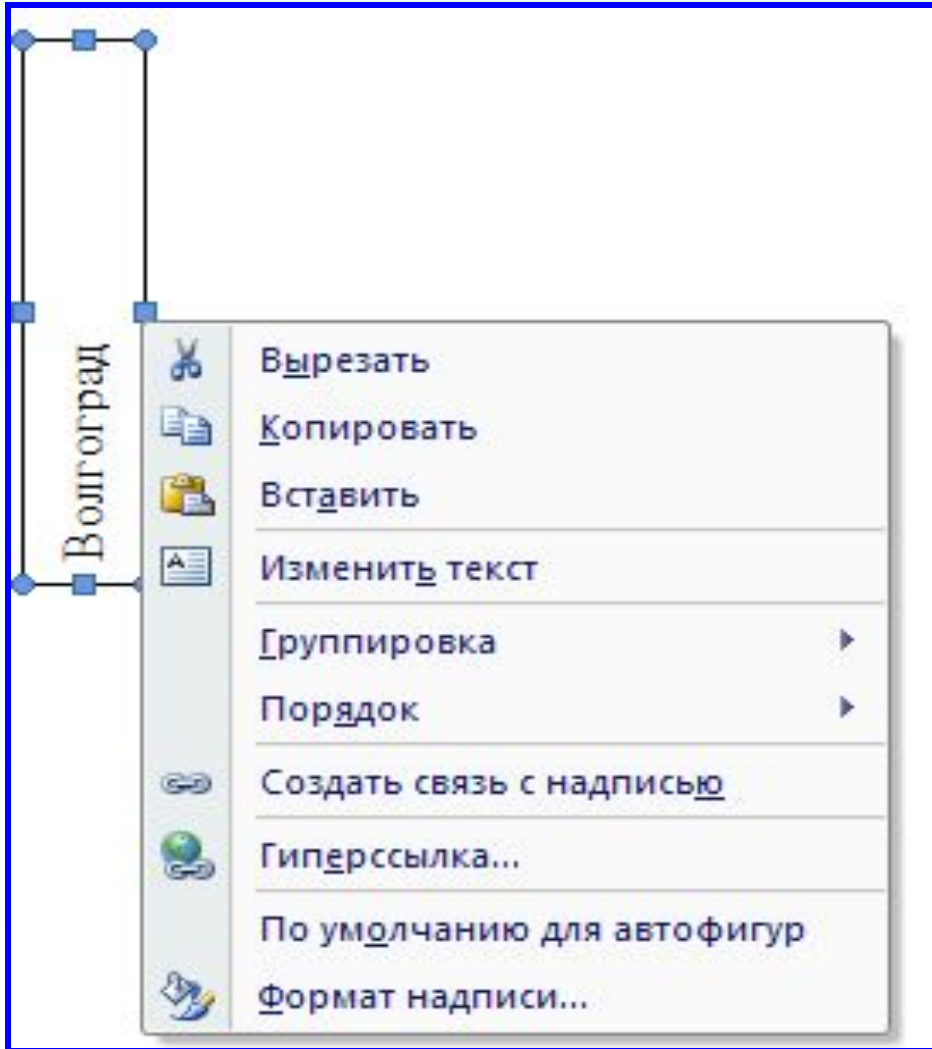 Волгоград
Вырезать
Копировать
Вставить
Изменить текст
Группировка
Порядок
Создать связь с надписью
Гиперссылка...
По умолчанию для автофигур
Формат надписи...